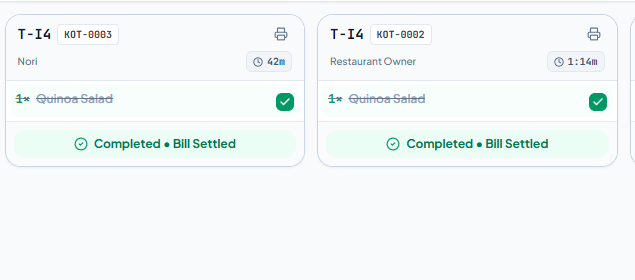 T-I4 KOT-0003
Nori 42m
1× Quinoa Salad
Completed • Bill Settled
T-I4 KOT-0002
Restaurant Owner 1:14m
1× Quinoa Salad
Completed • Bill Settled